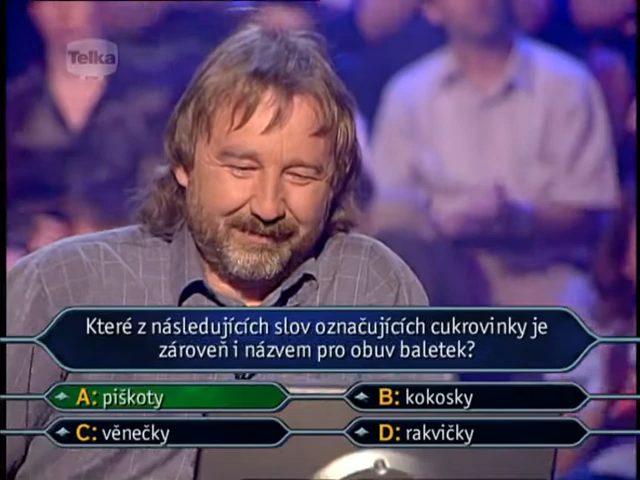 Telka
Které z následujících slov označujících cukrovinky je
zároveň i názvem pro obuv baletek?
A: piškoty
B: kokosky
C: věnečky
D: rakvičky